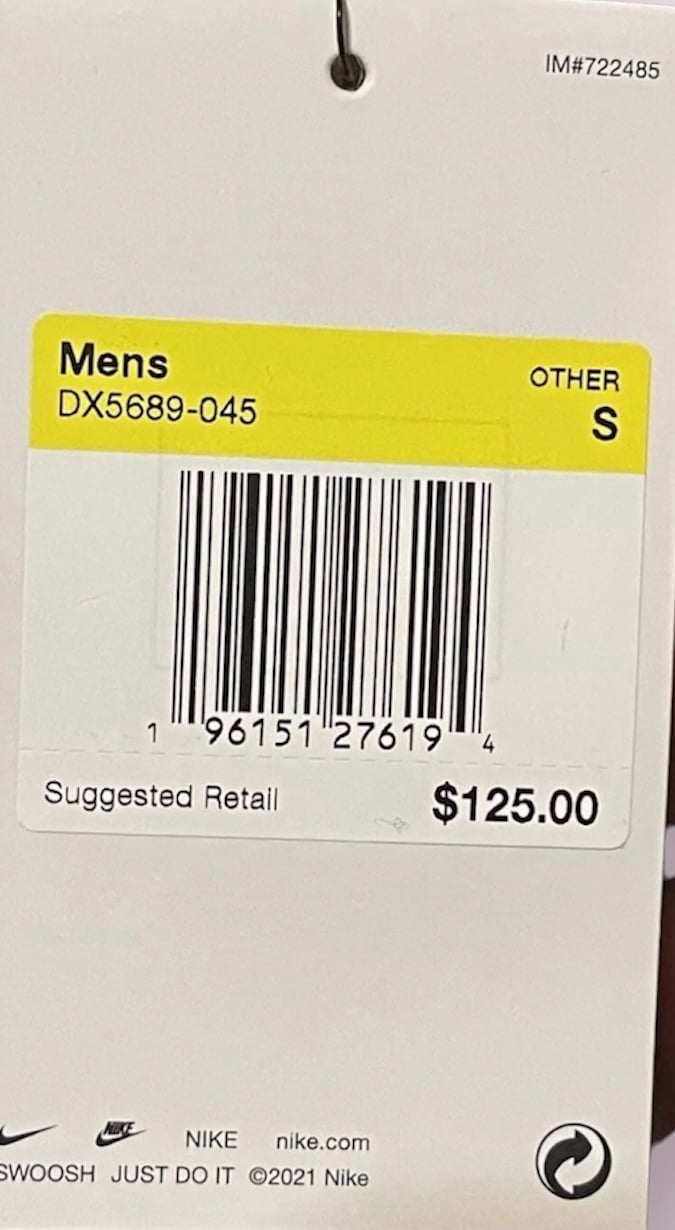 IM#722485
Mens
OTHER
DX5689-045
S
1 96151 27619 4
Suggested Retail $125.00
NIKE NIKE nike.com
SWOOSH JUST DO IT ©2021 Nike